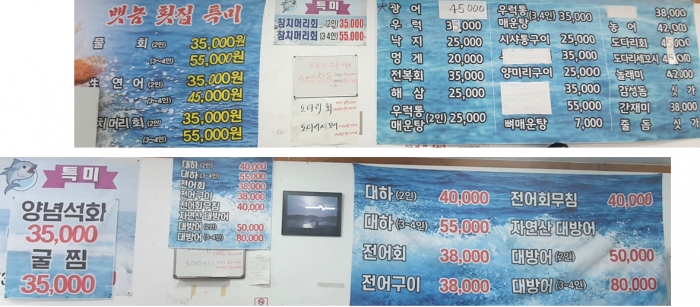 뱃놈 횟집 특미
물 회 (2인) 35,000원
(3~4인) 55,000원
생 연 어 (2인) 35,000원
(3~4인) 45,000원
치머리회 (2인) 35,000원
(3~4인) 55,000원
특미
참치머리회 (2인) 35,000
참치머리회 (3 4인) 55,000
도다리 회
광 어 45,000
우 럭
낙 지 25,000
멍 게 20,000
전복회 35,000
해 삼 25,000
우럭통 매운탕 (2인) 25,000
우럭통 매운탕 (3,4인) 35,000
시샤통구이 25,000
양미리구이 25,000
35,000
55,000
뼈매운탕 7,000
38,000
농 어 42,000
도다리회
도다리세꼬시
놀래미 42,000
감성돔 싯 가
간재미 38,000
줄 돔 싯 가
특미
양념석화
35,000
굴 찜
35,000
대하 (2인) 40,000
대하 (3~4인) 55,000
전어회 38,000
전어구이 38,000
전어회무침 40,000
자연산 대방어
대방어 (2인) 50,000
대방어 (3~4인) 80,000
대하 (2인) 40,000
대하 (3~4인) 55,000
전어회 38,000
전어구이 38,000
전어회무침 40,000
자연산 대방어
대방어 (2인) 50,000
대방어 (3~4인) 80,000